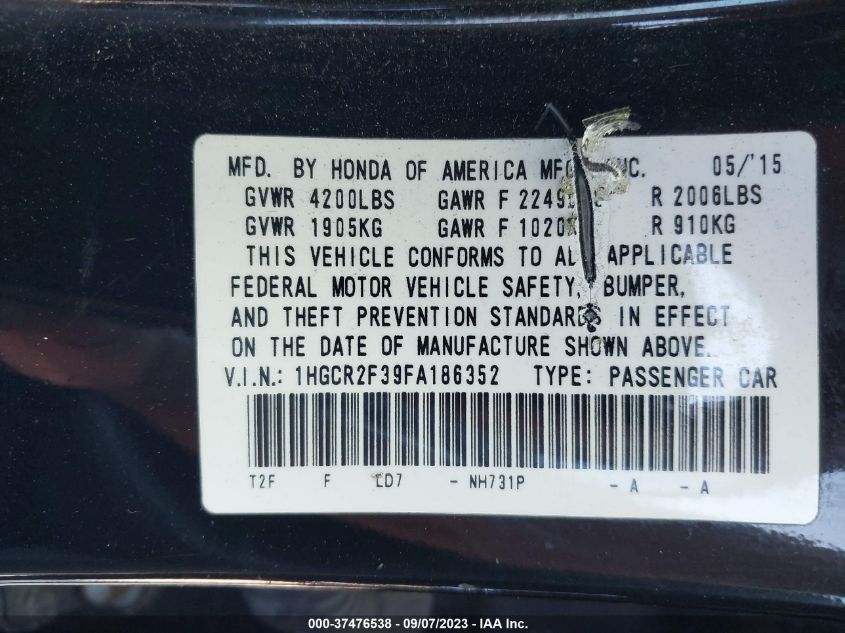 MFD. BY HONDA OF AMERICA MFG., INC. 05/'15
GVWR 4200LBS GAWR F 2249LBS R 2006LBS
GVWR 1905KG GAWR F 1020KG R 910KG
THIS VEHICLE CONFORMS TO ALL APPLICABLE
FEDERAL MOTOR VEHICLE SAFETY, BUMPER,
AND THEFT PREVENTION STANDARDS IN EFFECT
ON THE DATE OF MANUFACTURE SHOWN ABOVE.
V.I.N.: 1HGCR2F39FA186352 TYPE: PASSENGER CAR
T2F F LD7 - NH731P - A - A
000-37476538 - 09/07/2023 - IAA Inc.